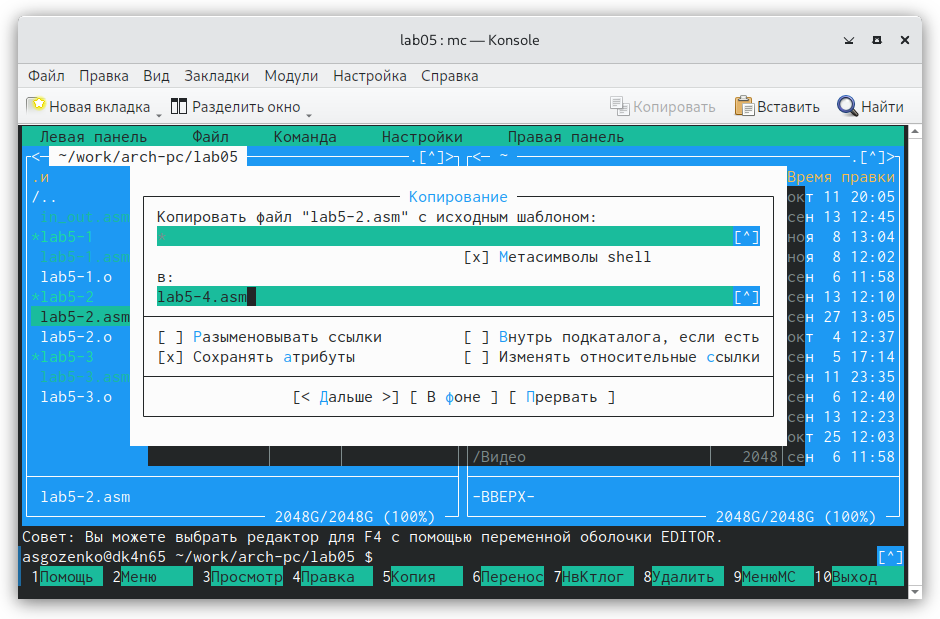 lab05 : mc — Konsole
Файл Правка Вид Закладки Модули Настройка Справка
Новая вкладка Разделить окно Копировать Вставить Найти
Левая панель Файл Команда Настройки Правая панель
<— ~/work/arch-pc/lab05 .[^]> <— ~ .[^]>
.и Время правки
/.. окт 11 20:05
in_out.asm сен 13 12:45
*lab5-1 ноя 8 13:04
lab5-1.asm ноя 8 12:02
lab5-1.o сен 6 11:58
*lab5-2 сен 13 12:10
lab5-2.asm сен 27 13:05
lab5-2.o окт 4 12:37
*lab5-3 сен 5 17:14
lab5-3.asm сен 11 23:35
lab5-3.o сен 6 12:40
сен 13 12:23
окт 25 12:03
/Видео 2048 сен 6 11:58
Копирование
Копировать файл "lab5-2.asm" с исходным шаблоном:
[^]
[x] Метасимволы shell
в:
lab5-4.asm [^]
[ ] Разыменовывать ссылки [ ] Внутрь подкаталога, если есть
[x] Сохранять атрибуты [ ] Изменять относительные ссылки
[< Дальше >] [ В фоне ] [ Прервать ]
lab5-2.asm -ВВЕРХ-
2048G/2048G (100%) 2048G/2048G (100%)
Совет: Вы можете выбрать редактор для F4 с помощью переменной оболочки EDITOR.
asgozenko@dk4n65 ~/work/arch-pc/lab05 $ [^]
1Помощь 2Меню 3Просмотр 4Правка 5Копия 6Перенос 7НвКтлог 8Удалить 9МенюМС 10Выход